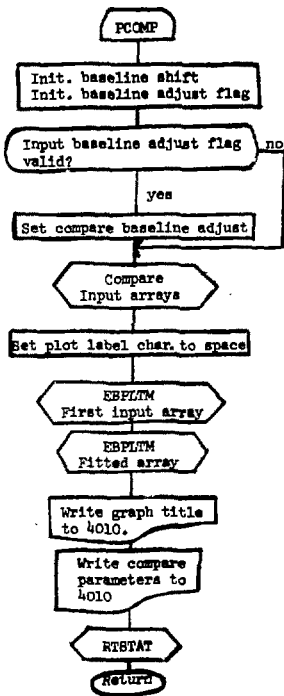 PCOMP
Init. baseline shift
Init. baseline adjust flag
Input baseline adjust flag
valid?
no
yes
Set compare baseline adjust
Compare
Input arrays
Set plot label char. to space
EBPLTM
First input array
EBPLTM
Fitted array
Write graph title
to 4010.
Write compare
parameters to
4010
RTSTAT
Return